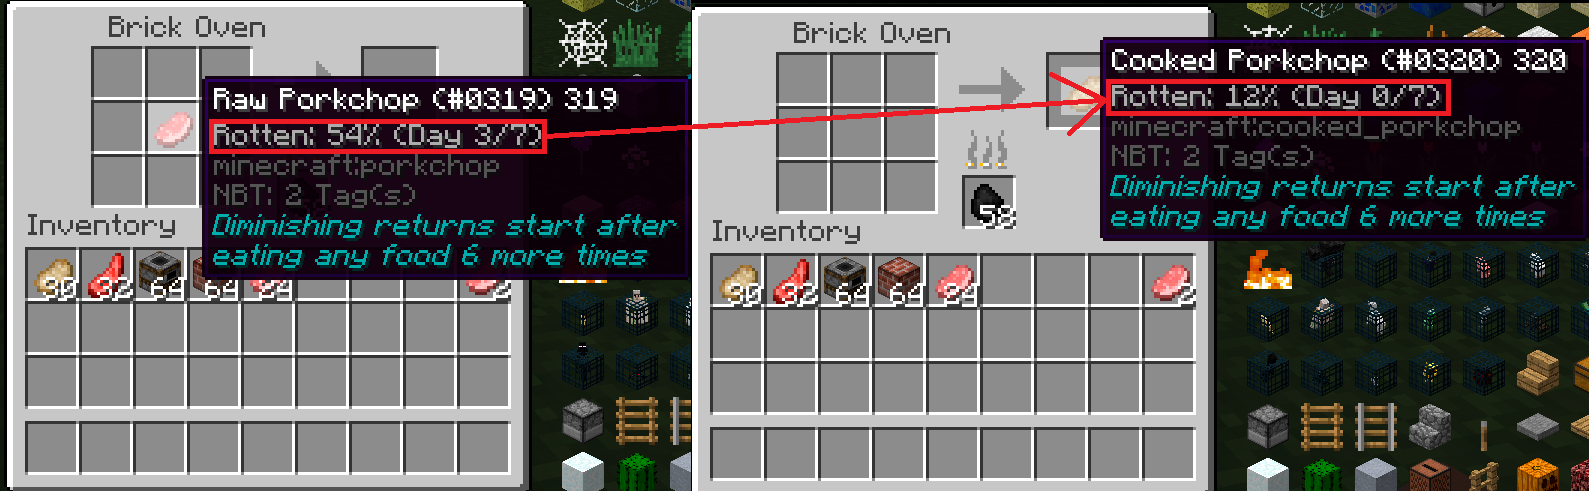 Brick Oven
Raw Porkchop (#0319) 319
Rotten: 54% (Day 3/7)
minecraft:porkchop
NBT: 2 Tag(s)
Diminishing returns start after
eating any food 6 more times
Inventory
30 32 64 64 24 2
Brick Oven
Cooked Porkchop (#0320) 320
Rotten: 12% (Day 0/7)
minecraft:cooked_porkchop
NBT: 2 Tag(s)
Diminishing returns start after
eating any food 6 more times
58
Inventory
30 32 64 64 24 2